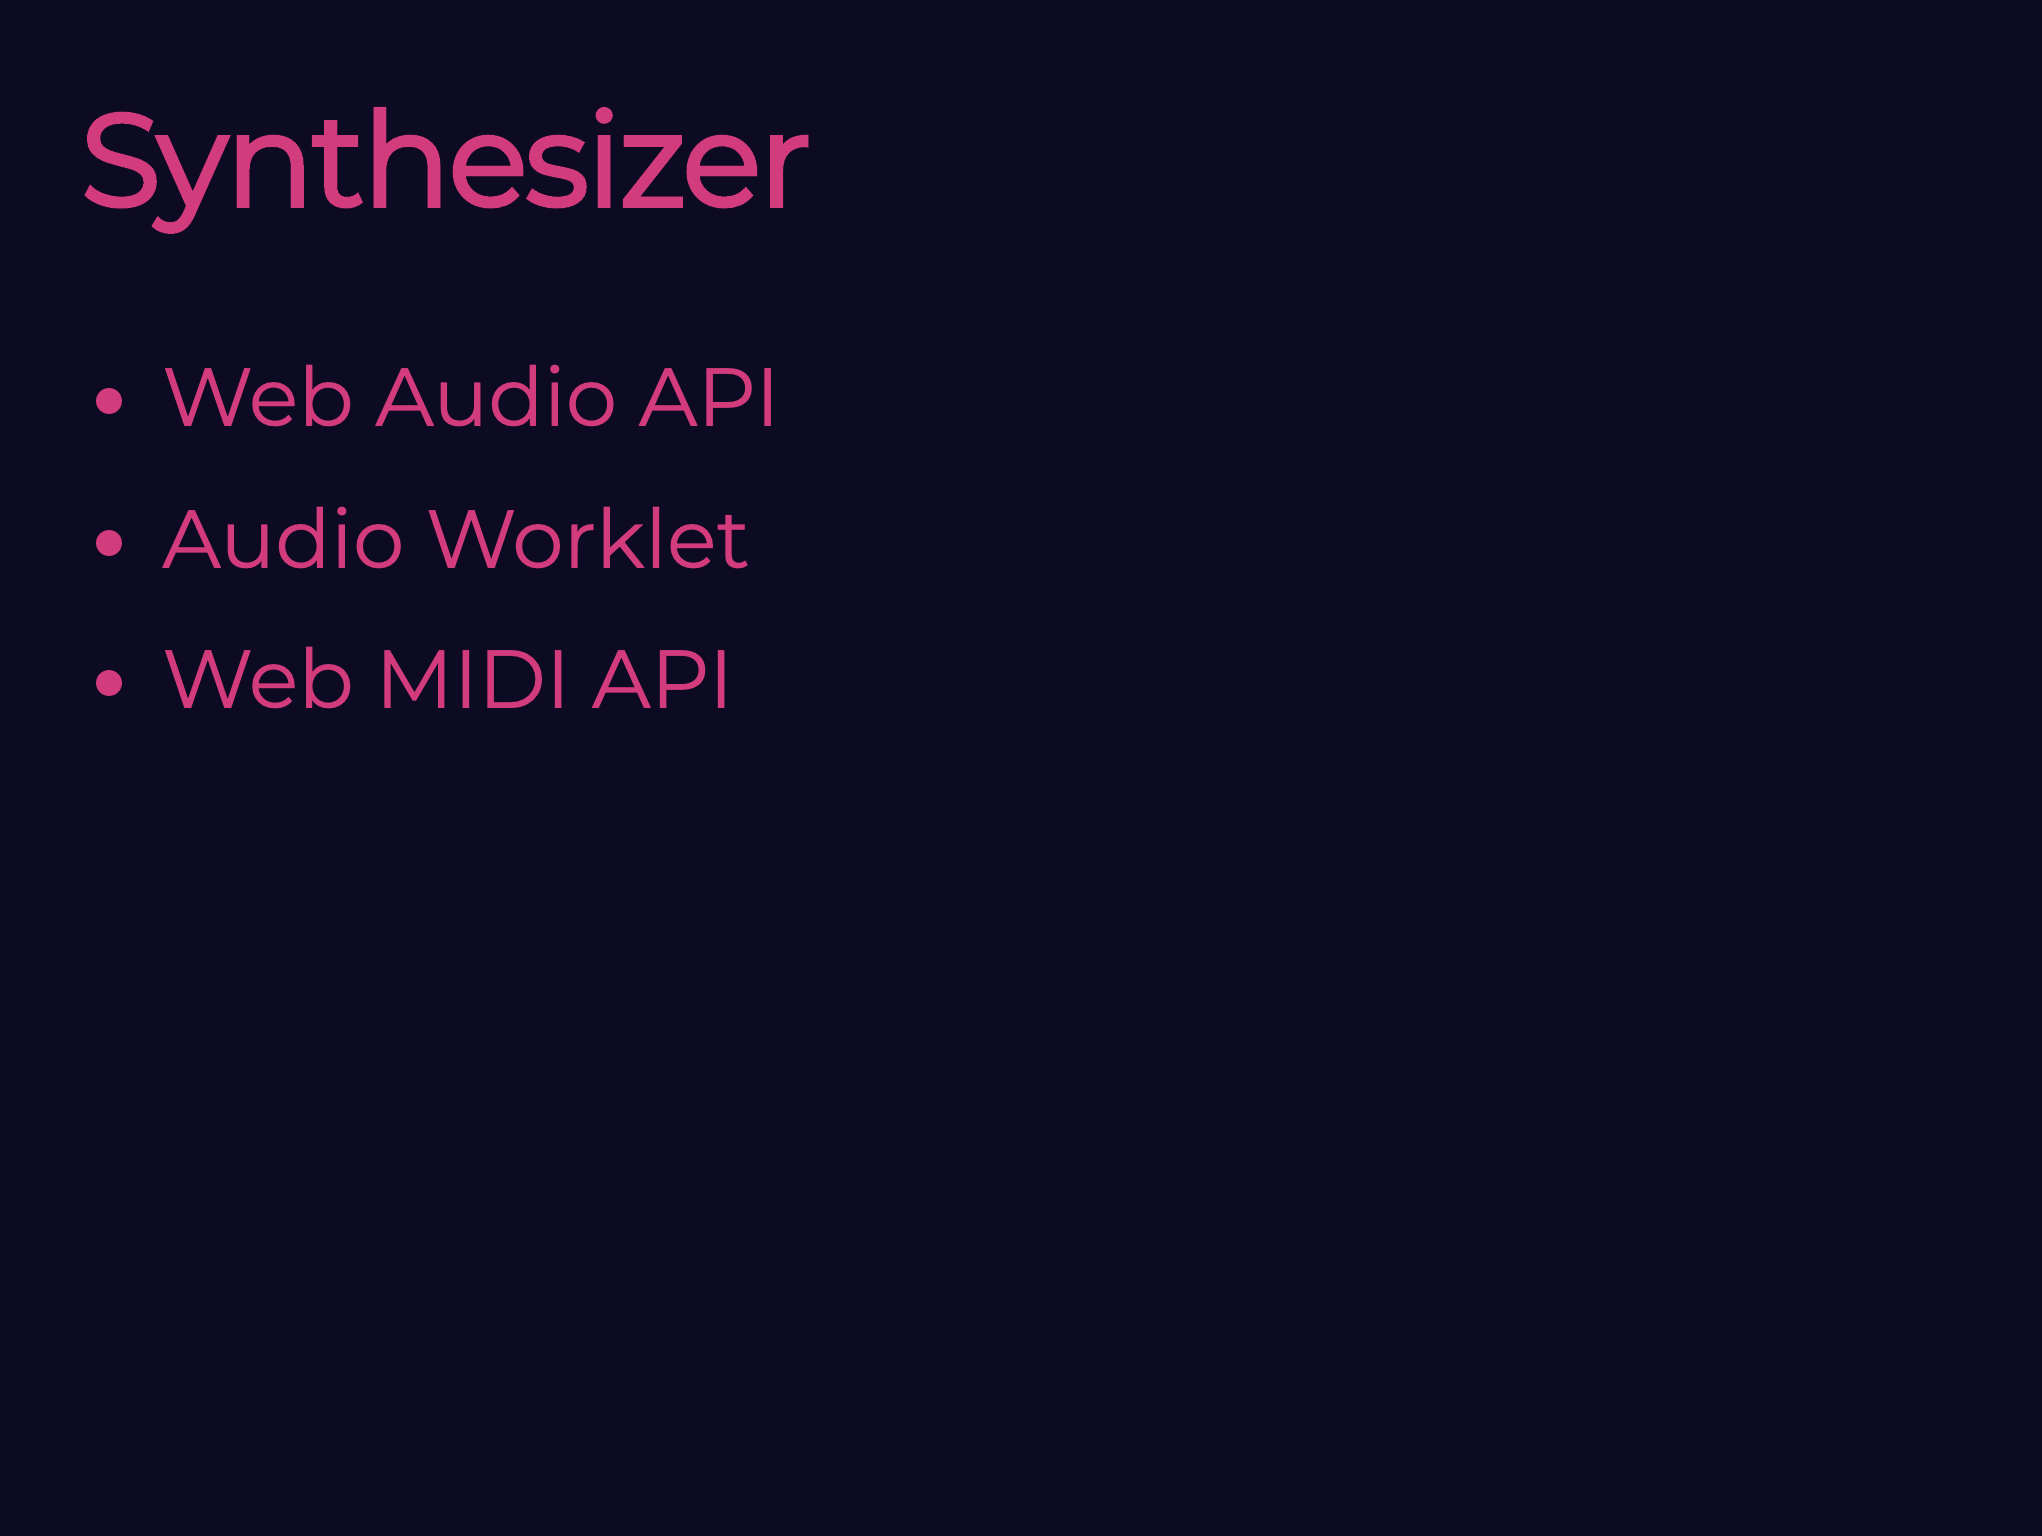 Synthesizer
• Web Audio API
• Audio Worklet
• Web MIDI API